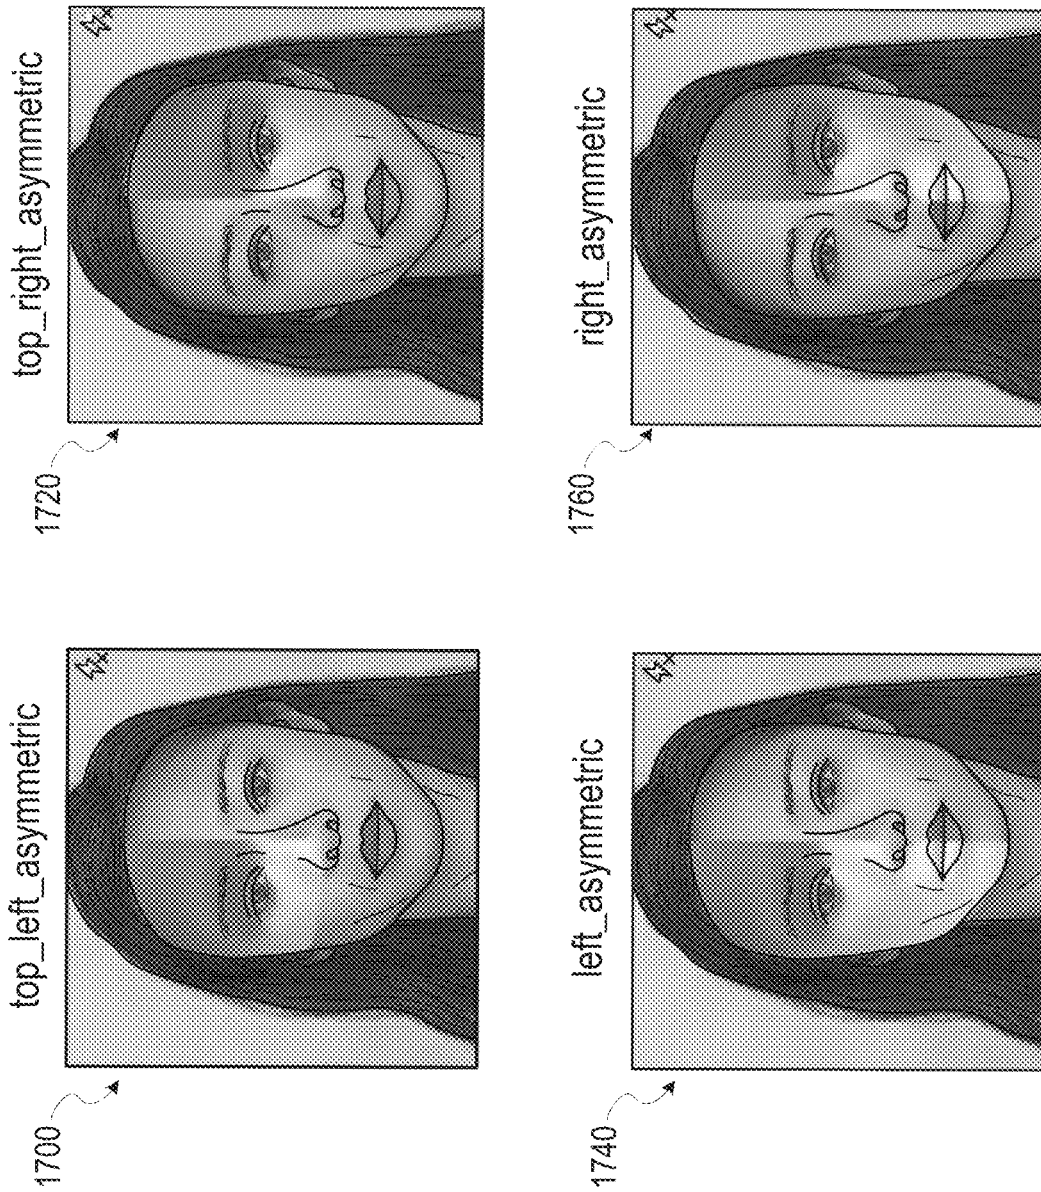 1700
top_left_asymmetric
1720
top_right_asymmetric
1740
left_asymmetric
1760
right_asymmetric